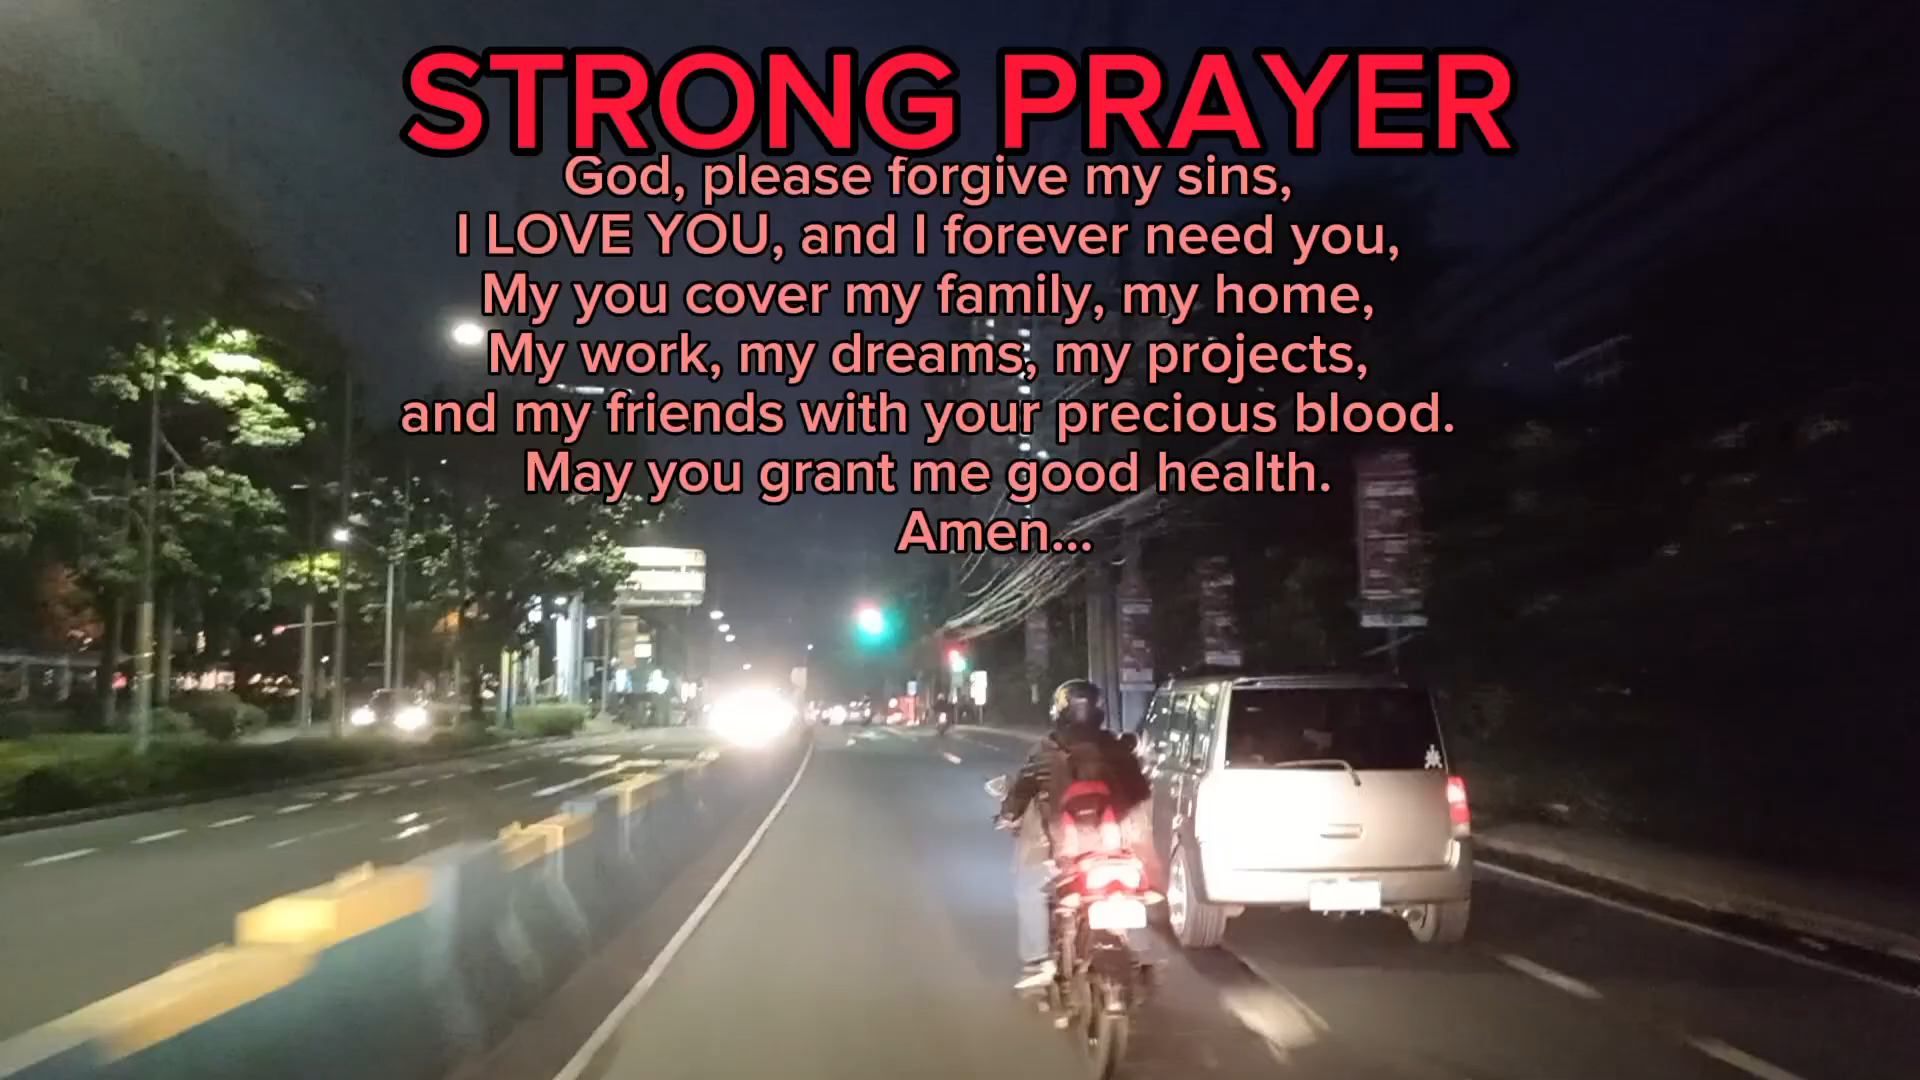 STRONG PRAYER
God, please forgive my sins,
I LOVE YOU, and I forever need you,
My you cover my family, my home,
My work, my dreams, my projects,
and my friends with your precious blood.
May you grant me good health.
Amen...